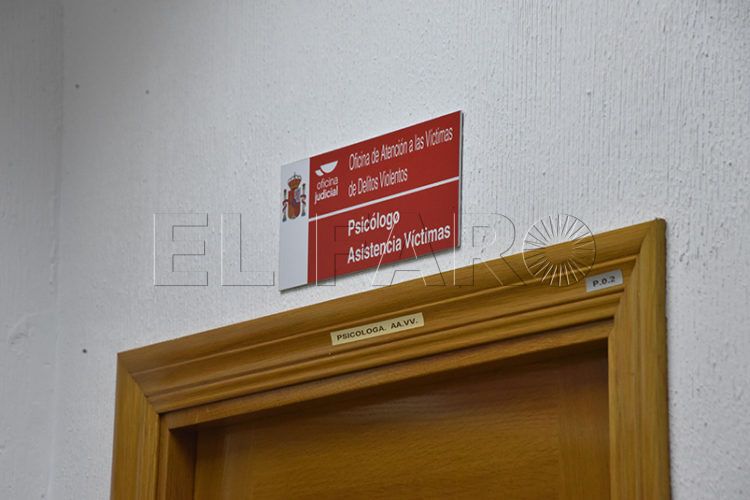 oficina
judicial
Oficina de Atención a las Víctimas
de Delitos Violentos
Psicólogø
Asistencia Víctimas
EL FARO
PSICOLOGA. AA.VV.
P.0.2